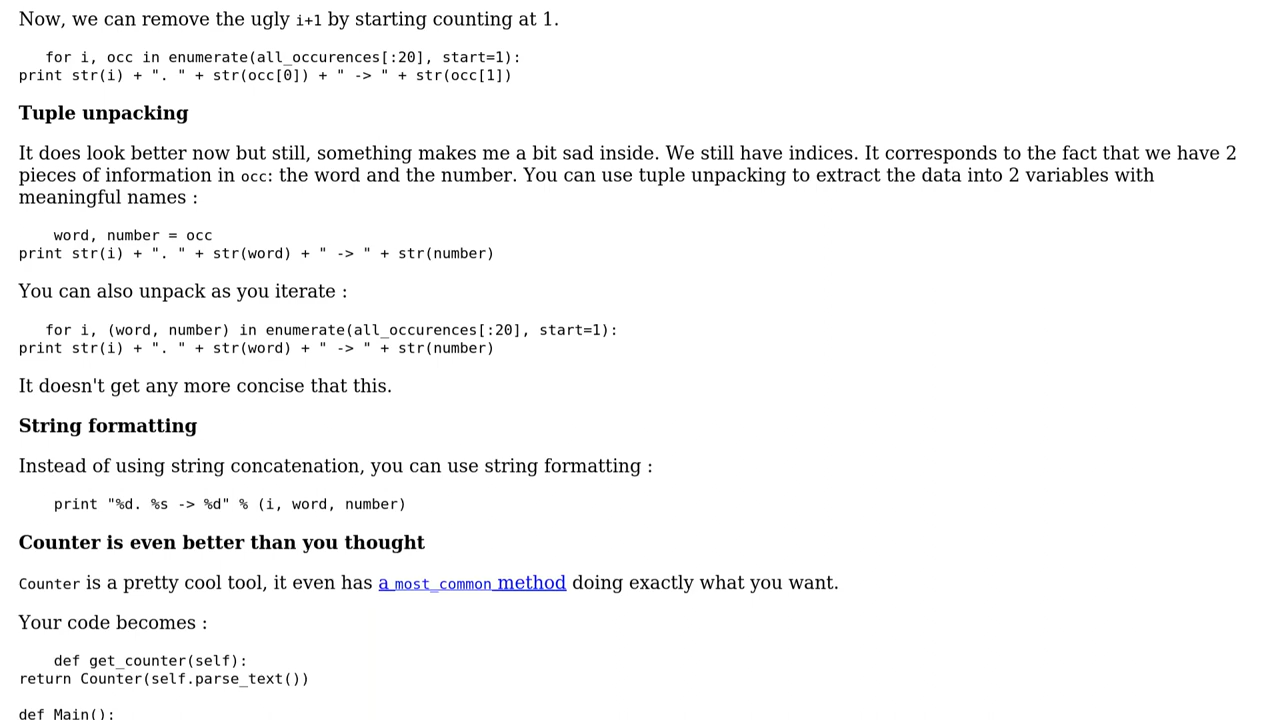 Now, we can remove the ugly i+1 by starting counting at 1.
for i, occ in enumerate(all_occurences[:20], start=1):
print str(i) + ". " + str(occ[0]) + " -> " + str(occ[1])
Tuple unpacking
It does look better now but still, something makes me a bit sad inside. We still have indices. It corresponds to the fact that we have 2
pieces of information in occ: the word and the number. You can use tuple unpacking to extract the data into 2 variables with
meaningful names :
word, number = occ
print str(i) + ". " + str(word) + " -> " + str(number)
You can also unpack as you iterate :
for i, (word, number) in enumerate(all_occurences[:20], start=1):
print str(i) + ". " + str(word) + " -> " + str(number)
It doesn't get any more concise that this.
String formatting
Instead of using string concatenation, you can use string formatting :
print "%d. %s -> %d" % (i, word, number)
Counter is even better than you thought
Counter is a pretty cool tool, it even has a most_common method doing exactly what you want.
Your code becomes :
def get_counter(self):
return Counter(self.parse_text())
def Main():